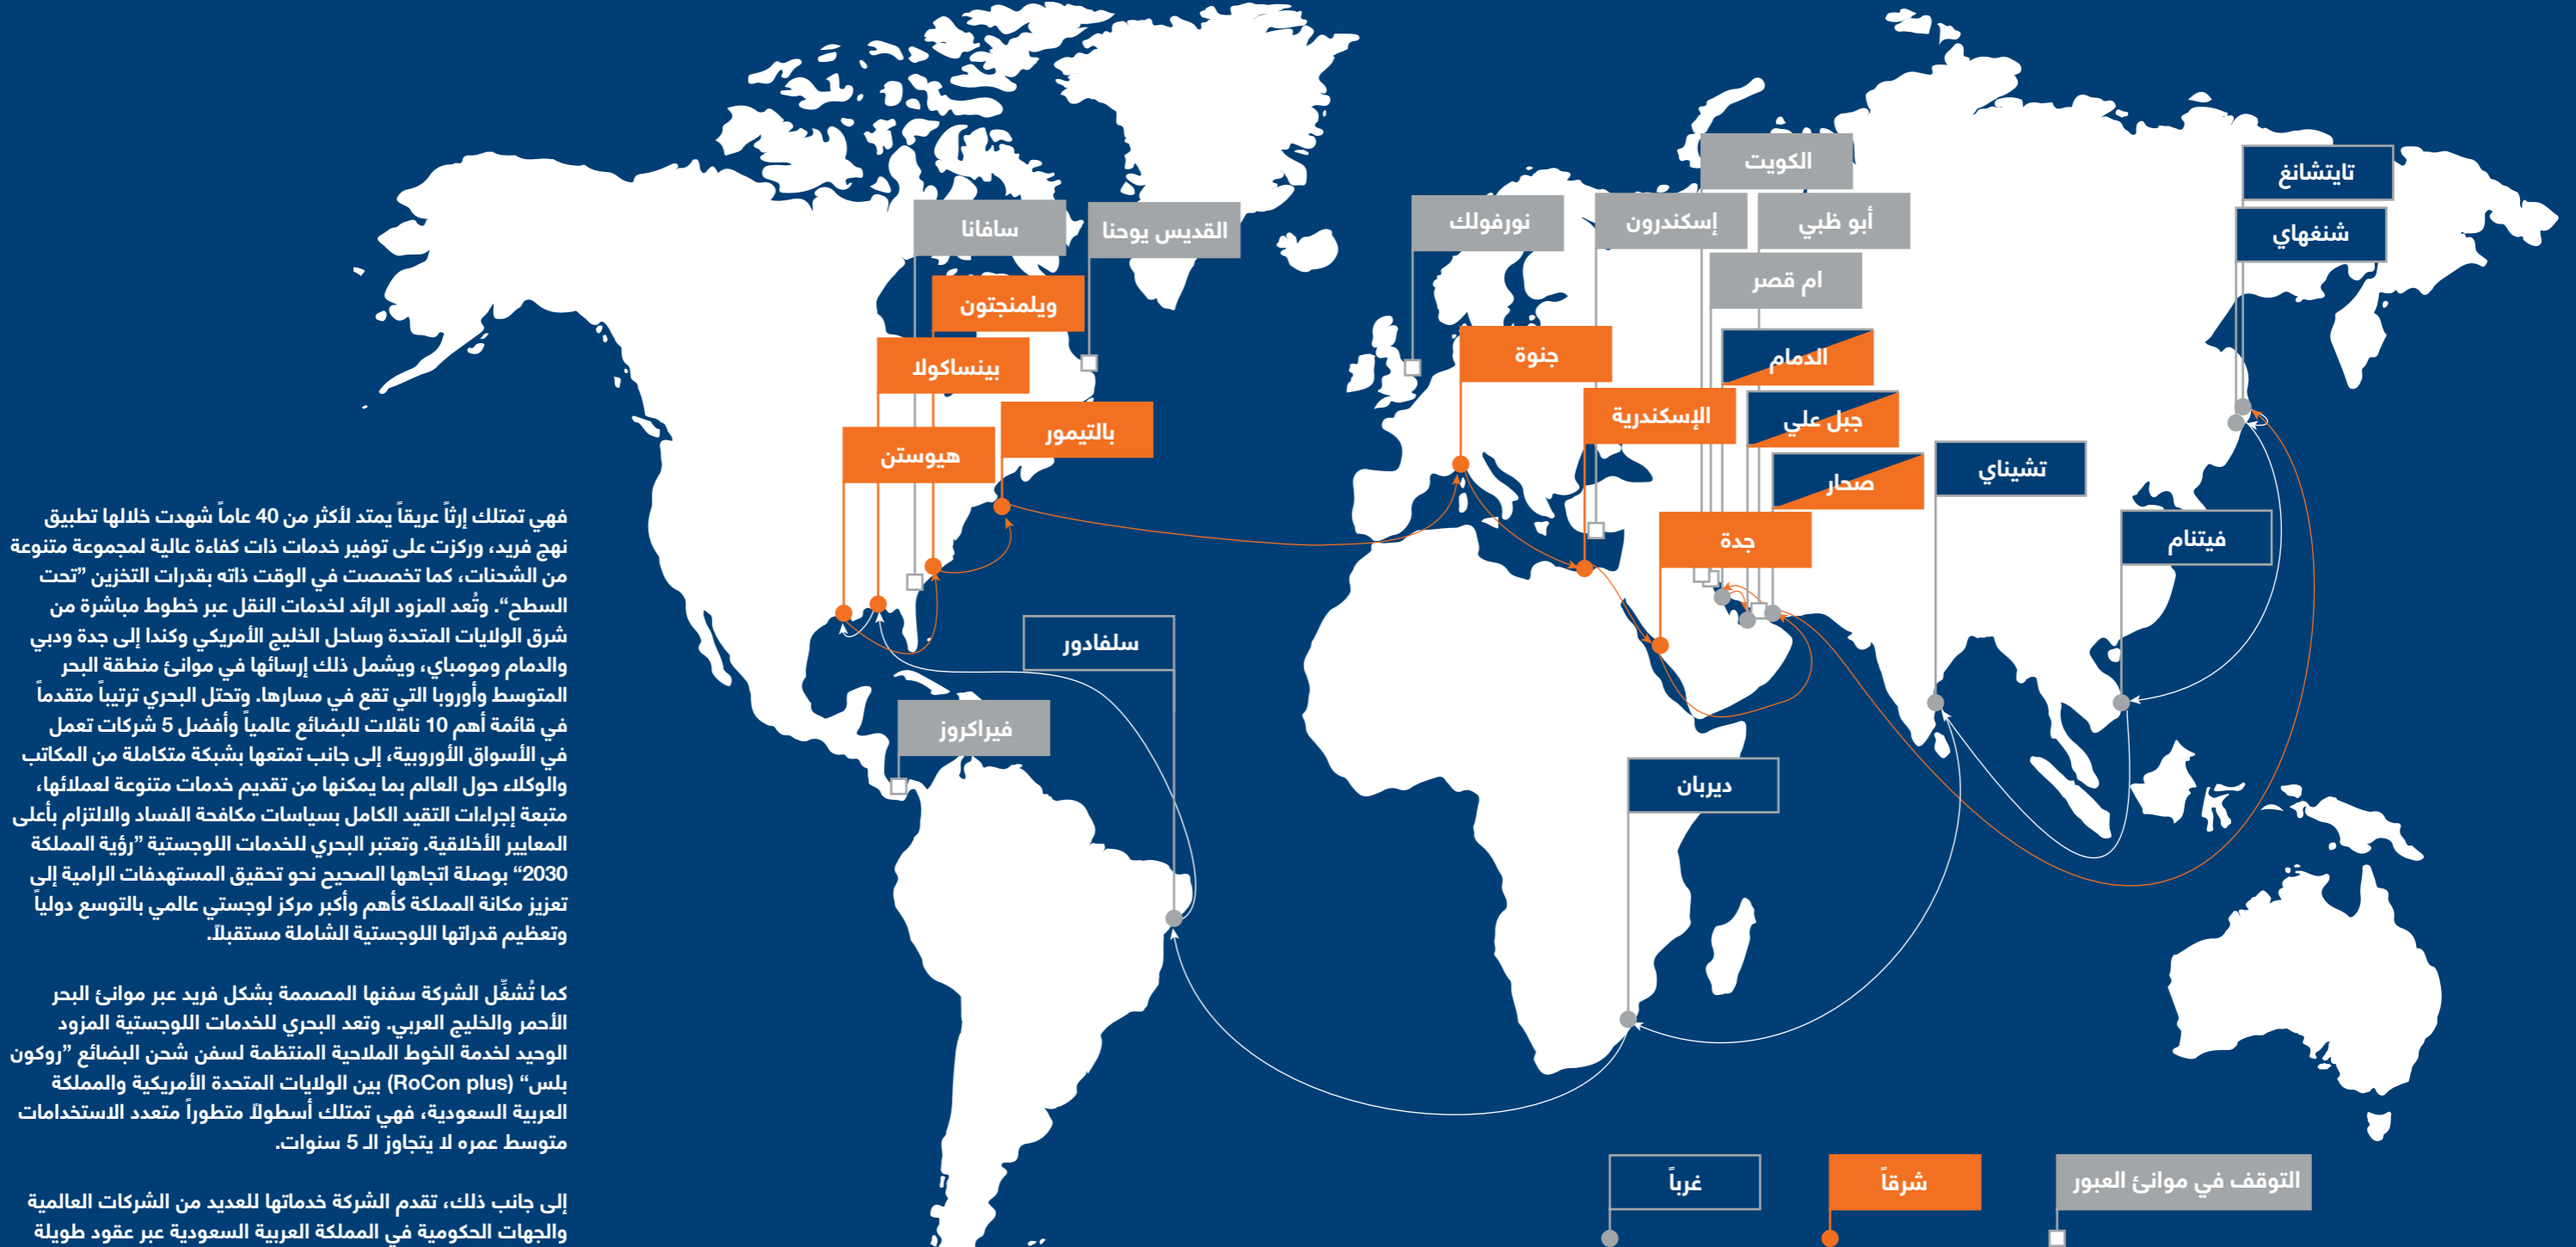 الكويت
تايتشانغ
سافانا
القديس يوحنا
نورفولك
إسكندرون
أبو ظبي
شنغهاي
ويلمنجتون
ام قصر
بينساكولا
جنوة
الدمام
هيوستن
بالتيمور
الإسكندرية
جبل علي
صحار
تشيناي
جدة
فيتنام
سلفادور
فيراكروز
ديربان
فهي تمتلك إرثاً عريقاً يمتد لأكثر من 40 عاماً شهدت خلالها تطبيق
نهج فريد، وركزت على توفير خدمات ذات كفاءة عالية لمجموعة متنوعة
من الشحنات، كما تخصصت في الوقت ذاته بقدرات التخزين ”تحت
السطح“. وتُعد المزود الرائد لخدمات النقل عبر خطوط مباشرة من
شرق الولايات المتحدة وساحل الخليج الأمريكي وكندا إلى جدة ودبي
والدمام ومومباي، ويشمل ذلك إرسائها في موانئ منطقة البحر
المتوسط وأوروبا التي تقع في مسارها. وتحتل البحري ترتيباً متقدماً
في قائمة أهم 10 ناقلات للبضائع عالمياً وأفضل 5 شركات تعمل
في الأسواق الأوروبية، إلى جانب تمتعها بشبكة متكاملة من المكاتب
والوكلاء حول العالم بما يمكنها من تقديم خدمات متنوعة لعملائها،
متبعة إجراءات التقيد الكامل بسياسات مكافحة الفساد والالتزام بأعلى
المعايير الأخلاقية. وتعتبر البحري للخدمات اللوجستية ”رؤية المملكة
2030“ بوصلة اتجاهها الصحيح نحو تحقيق المستهدفات الرامية إلى
تعزيز مكانة المملكة كأهم وأكبر مركز لوجستي عالمي بالتوسع دولياً
وتعظيم قدراتها اللوجستية الشاملة مستقبلاً.
كما تُشغِّل الشركة سفنها المصممة بشكل فريد عبر موانئ البحر
الأحمر والخليج العربي. وتعد البحري للخدمات اللوجستية المزود
الوحيد لخدمة الخوط الملاحية المنتظمة لسفن شحن البضائع ”روكون
بلس“ (RoCon plus) بين الولايات المتحدة الأمريكية والمملكة
العربية السعودية، فهي تمتلك أسطولاً متطوراً متعدد الاستخدامات
متوسط عمره لا يتجاوز الـ 5 سنوات.
إلى جانب ذلك، تقدم الشركة خدماتها للعديد من الشركات العالمية
والجهات الحكومية في المملكة العربية السعودية عبر عقود طويلة
التوقف في موانئ العبور
شرقاً
غرباً